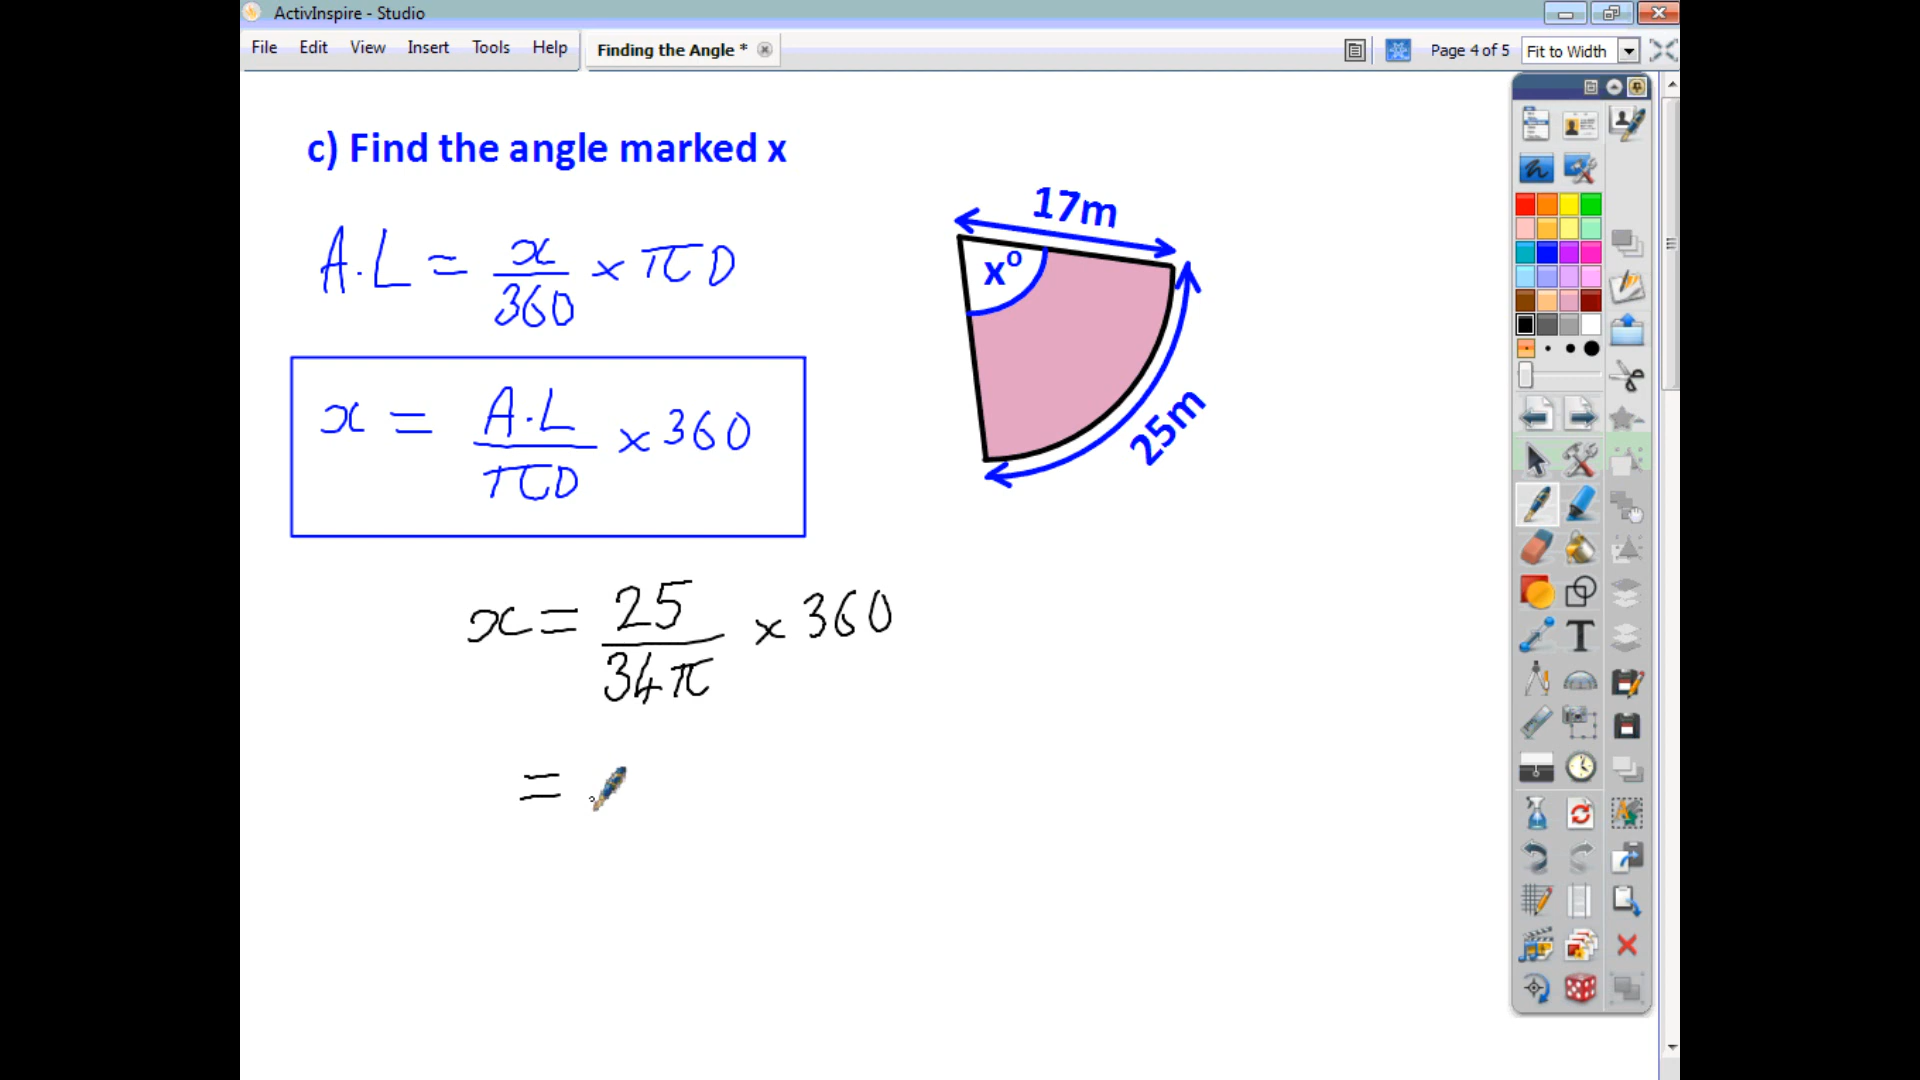 ActivInspire - Studio
File Edit View Insert Tools Help Finding the Angle * Page 4 of 5 Fit to Width
c) Find the angle marked x
17m
A.L = x/360 × πD
x°
x = A.L/πD × 360
25m
x = 25/34π × 360
=